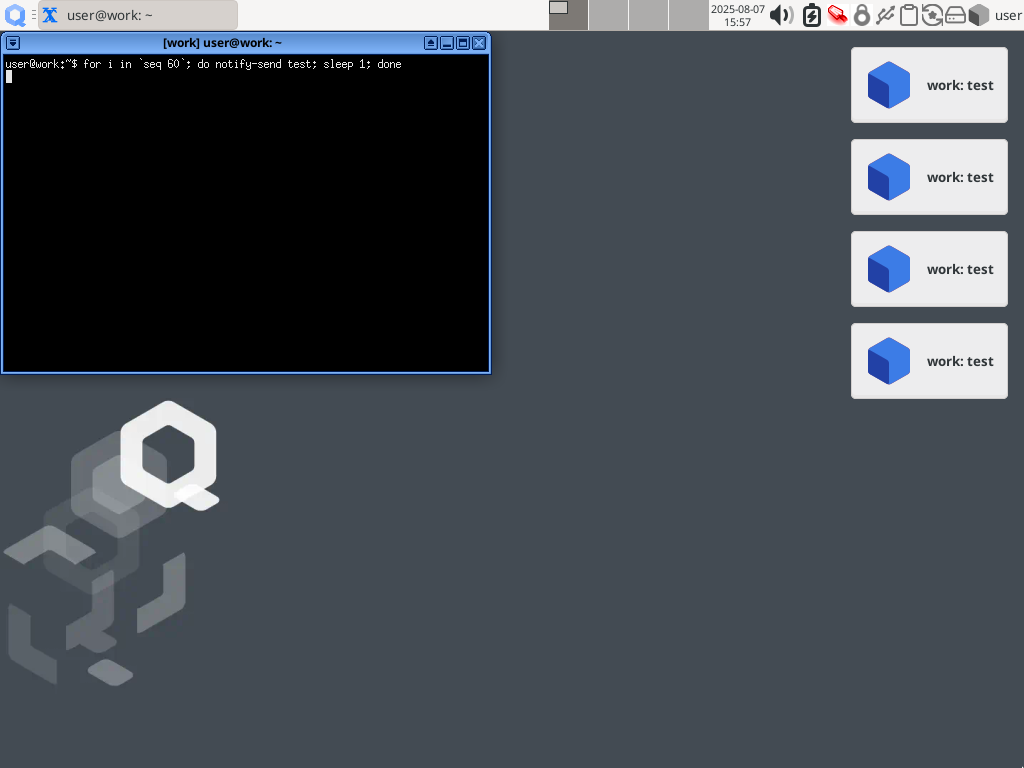 user@work: ~
2025-08-07
15:57
user
[work] user@work: ~
user@work:~$ for i in `seq 60`; do notify-send test; sleep 1; done
work: test
work: test
work: test
work: test